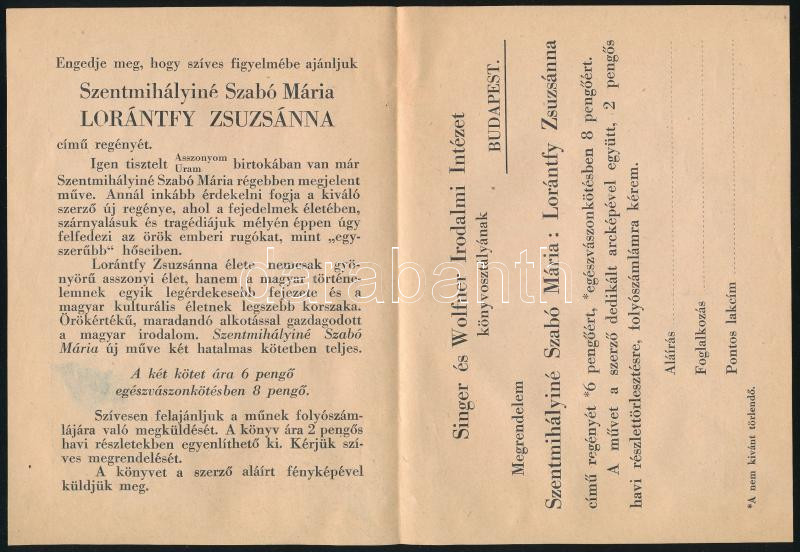 Engedje meg, hogy szíves figyelmébe ajánljuk
Szentmihályiné Szabó Mária
LORÁNTFY ZSUZSÁNNA
című regényét.
Igen tisztelt Asszonyom Uram birtokában van már
Szentmihályiné Szabó Mária régebben megjelent
műve. Annál inkább érdekelni fogja a kiváló
szerző új regénye, ahol a fejedelmek életében,
szárnyalásuk és tragédiájuk mélyén éppen úgy
felfedezi az örök emberi rugókat, mint „egy-
szerűbb“ hőseiben.
Lorántfy Zsuzsánna élete nemcsak gyö-
nyörű asszonyi élet, hanem a magyar történe-
lemnek egyik legérdekesebb fejezete és a
magyar kulturális életnek legszebb korszaka.
Örökértékű, maradandó alkotással gazdagodott
a magyar irodalom. Szentmihályiné Szabó
Mária új műve két hatalmas kötetben teljes.
A két kötet ára 6 pengő
egészvászonkötésben 8 pengő.
Szívesen felajánljuk a műnek folyószám-
lájára való megküldését. A könyv ára 2 pengős
havi részletekben egyenlíthető ki. Kérjük szí-
ves megrendelését.
A könyvet a szerző aláírt fényképével
küldjük meg.
Singer és Wolfner Irodalmi Intézet
könyvosztályának
BUDAPEST.
Megrendelem
Szentmihályiné Szabó Mária: Lorántfy Zsuzsánna
című regényét *6 pengőért, *egészvászonkötésben 8 pengőért.
A művet a szerző dedikált arcképével együtt, 2 pengős
havi részlettörlesztésre, folyószámlámra kérem.
Aláírás
Foglalkozás
Pontos lakcím
*A nem kívánt törlendő.
darabanth